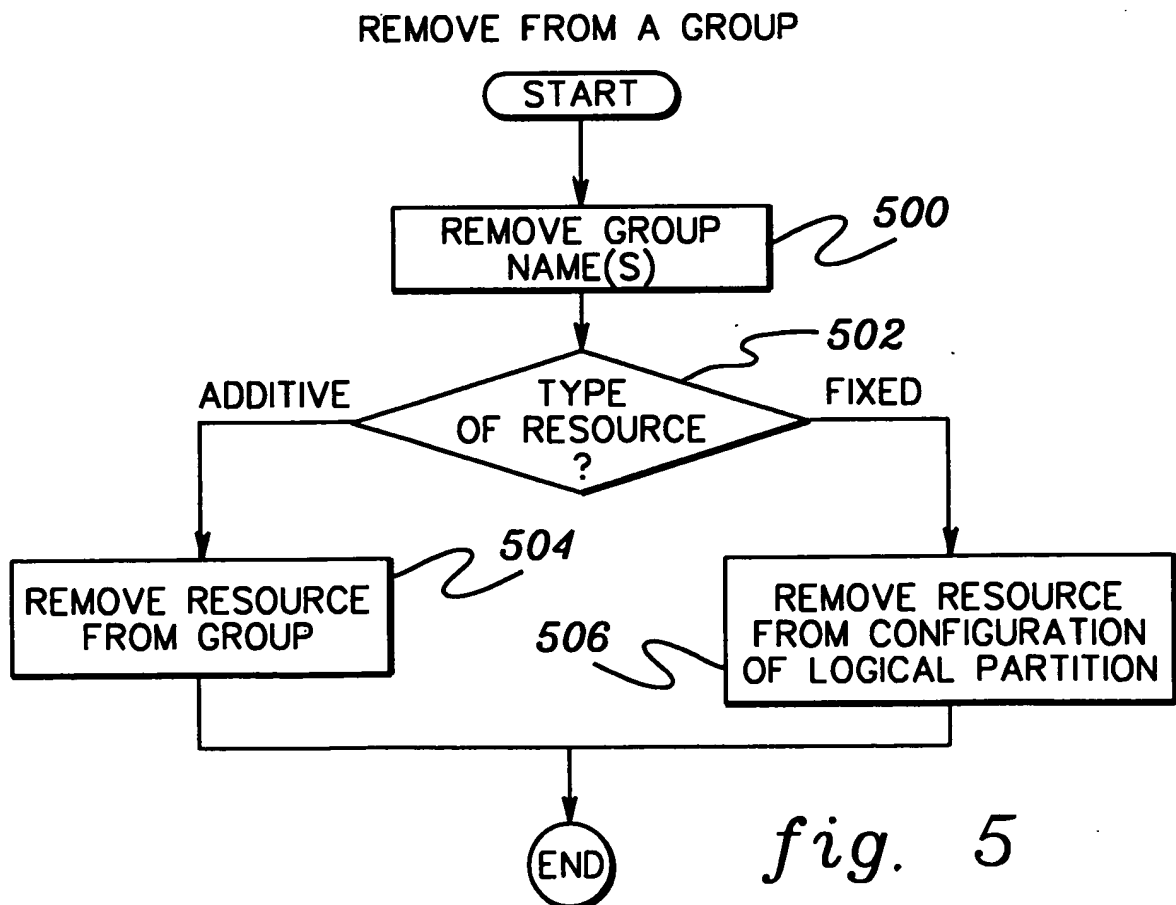 REMOVE FROM A GROUP
START
REMOVE GROUP
NAME(S)
500
502
ADDITIVE
TYPE
OF RESOURCE
?
FIXED
504
REMOVE RESOURCE
FROM GROUP
506
REMOVE RESOURCE
FROM CONFIGURATION
OF LOGICAL PARTITION
END
fig. 5